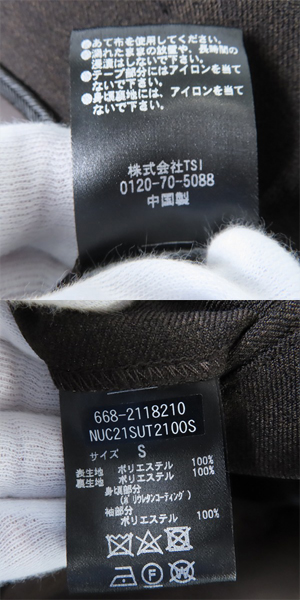 ●あて布を使用してください。
●濡れたままの放置や、長時間の
浸漬はしないで下さい。
●テープ部分にはアイロンを当て
ないで下さい。
●身頃裏地には、アイロンを当て
ないで下さい。
株式会社TSI
0120-70-5088
中国製
668-2118210
NUC21SUT2100S
サイズ S
表生地 ポリエステル 100%
裏生地 ポリエステル 100%
身頃部分
(ポリウレタンコーティング)
袖部分
ポリエステル 100%